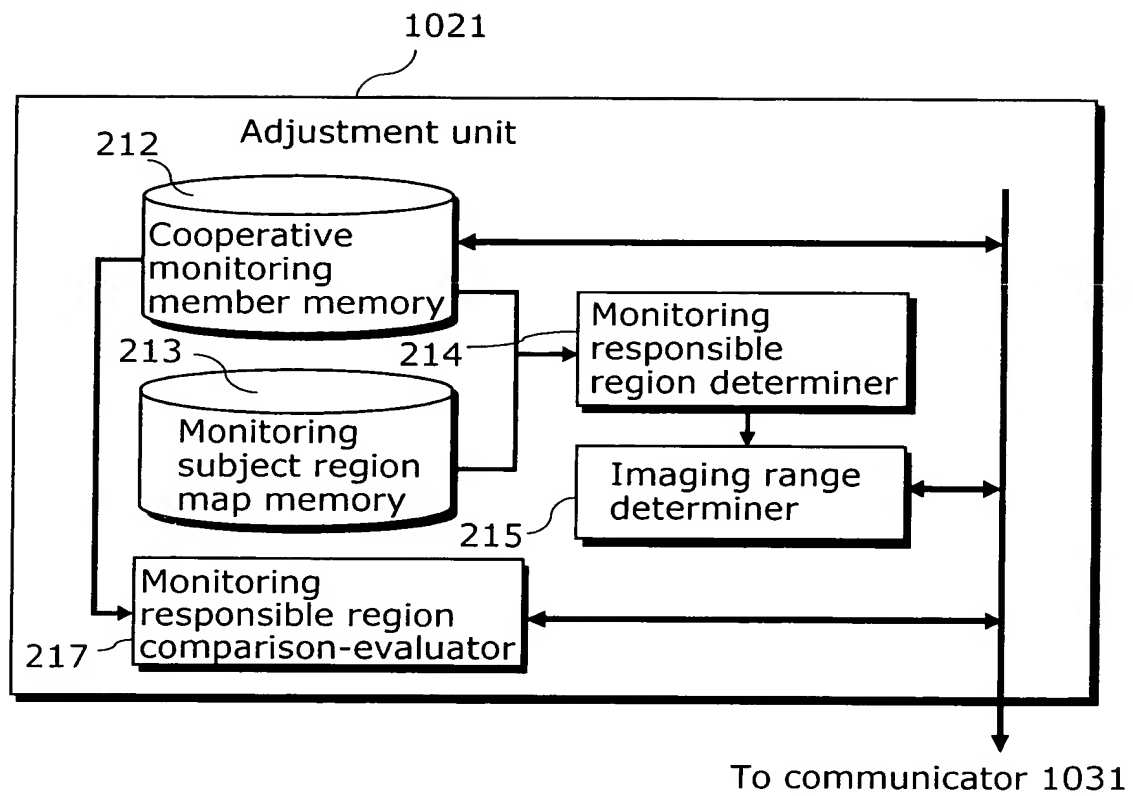 1021
Adjustment unit
212
Cooperative
monitoring
member memory
213
Monitoring
subject region
map memory
214
Monitoring
responsible
region determiner
215
Imaging range
determiner
217
Monitoring
responsible region
comparison-evaluator
To communicator 1031